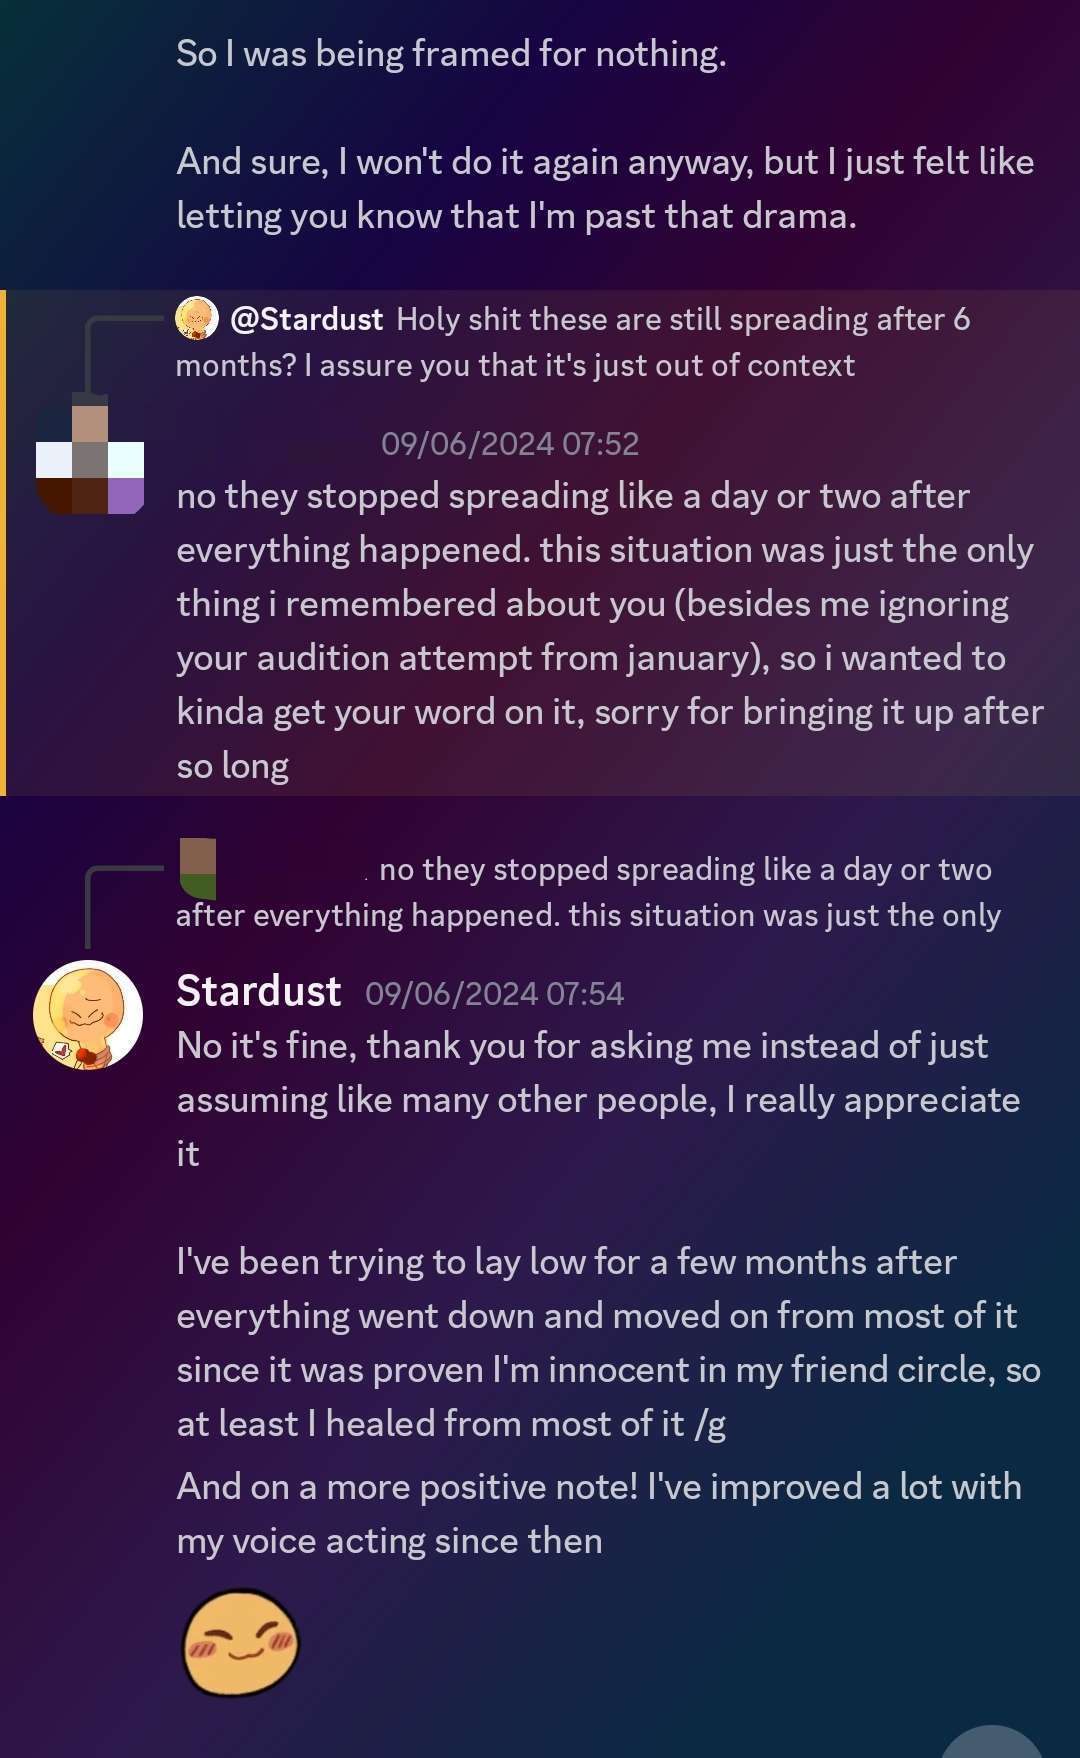 So I was being framed for nothing.
And sure, I won't do it again anyway, but I just felt like
letting you know that I'm past that drama.
@Stardust Holy shit these are still spreading after 6
months? I assure you that it's just out of context
09/06/2024 07:52
no they stopped spreading like a day or two after
everything happened. this situation was just the only
thing i remembered about you (besides me ignoring
your audition attempt from january), so i wanted to
kinda get your word on it, sorry for bringing it up after
so long
. no they stopped spreading like a day or two
after everything happened. this situation was just the only
Stardust 09/06/2024 07:54
No it's fine, thank you for asking me instead of just
assuming like many other people, I really appreciate
it
I've been trying to lay low for a few months after
everything went down and moved on from most of it
since it was proven I'm innocent in my friend circle, so
at least I healed from most of it /g
And on a more positive note! I've improved a lot with
my voice acting since then